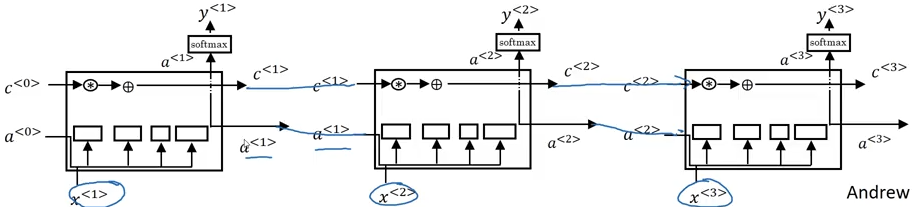 y<1> y<2> y<3>
softmax softmax softmax
a<1> a<2> a<3>
c<0> c<1> c<1> c<2> c<2> c<3>
a<0> a<1> a<1> a<2> a<2> a<3>
x<1> x<2> x<3>
Andrew